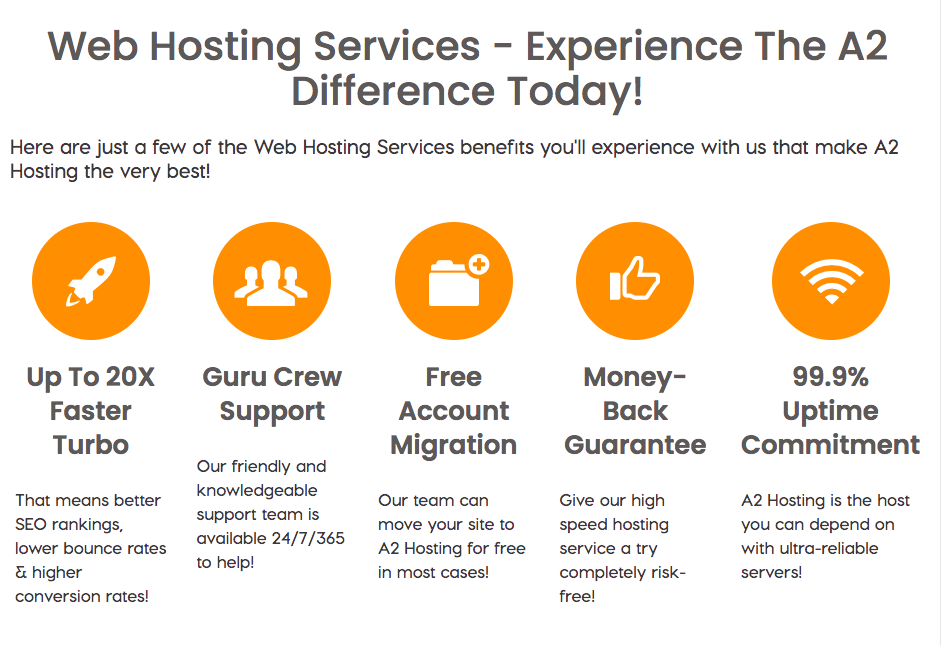 Web Hosting Services - Experience The A2
Difference Today!
Here are just a few of the Web Hosting Services benefits you'll experience with us that make A2
Hosting the very best!
Up To 20X
Faster
Turbo
That means better
SEO rankings,
lower bounce rates
& higher
conversion rates!
Guru Crew
Support
Our friendly and
knowledgeable
support team is
available 24/7/365
to help!
Free
Account
Migration
Our team can
move your site to
A2 Hosting for free
in most cases!
Money-
Back
Guarantee
Give our high
speed hosting
service a try
completely risk-
free!
99.9%
Uptime
Commitment
A2 Hosting is the host
you can depend on
with ultra-reliable
servers!